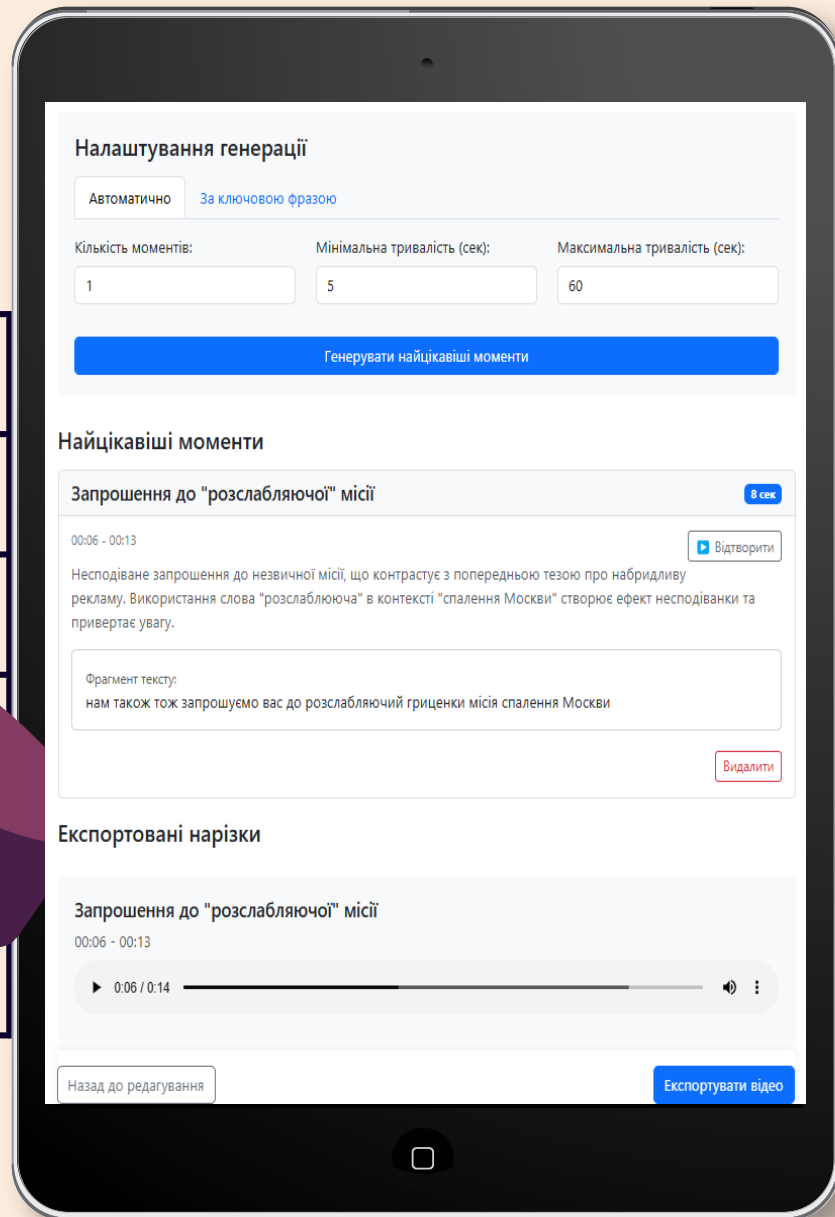 Налаштування генерації
Автоматично За ключовою фразою
Кількість моментів: Мінімальна тривалість (сек): Максимальна тривалість (сек):
1 5 60
Генерувати найцікавіші моменти
Найцікавіші моменти
Запрошення до "розслабляючої" місії 8 сек
00:06 - 00:13 Відтворити
Несподіване запрошення до незвичної місії, що контрастує з попередньою тезою про набридливу
рекламу. Використання слова "розслаблююча" в контексті "спалення Москви" створює ефект несподіванки та
привертає увагу.
Фрагмент тексту:
нам також тож запрошуємо вас до розслабляючий гриценки місія спалення Москви
Видалити
Експортовані нарізки
Запрошення до "розслабляючої" місії
00:06 - 00:13
0:06 / 0:14
Назад до редагування Експортувати відео